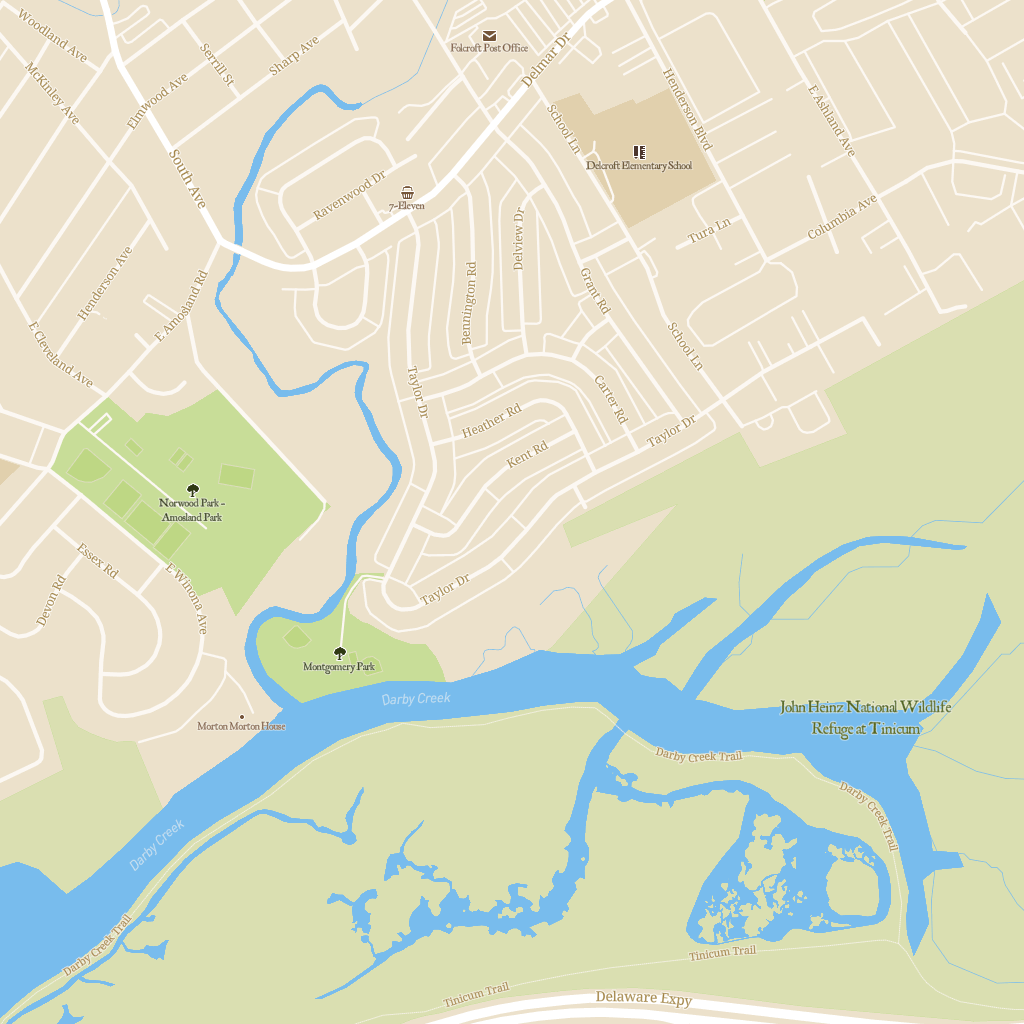 Woodland Ave
McKinley Ave
Serrill St
Sharp Ave
Elmwood Ave
Folcroft Post Office
Delmar Dr
South Ave
School Ln
Henderson Blvd
E Ashland Ave
Delcroft Elementary School
Ravenwood Dr
7-Eleven
Tura Ln
Columbia Ave
Delview Dr
Henderson Ave
E Amosland Rd
Bennington Rd
Grant Rd
School Ln
E Cleveland Ave
Taylor Dr
Carter Rd
Heather Rd
Taylor Dr
Kent Rd
Norwood Park -
Amosland Park
Essex Rd
Devon Rd
E Winona Ave
Taylor Dr
Montgomery Park
Darby Creek
John Heinz National Wildlife
Refuge at Tinicum
Morton Morton House
Darby Creek Trail
Darby Creek Trail
Darby Creek
Darby Creek Trail
Tinicum Trail
Tinicum Trail
Delaware Expy